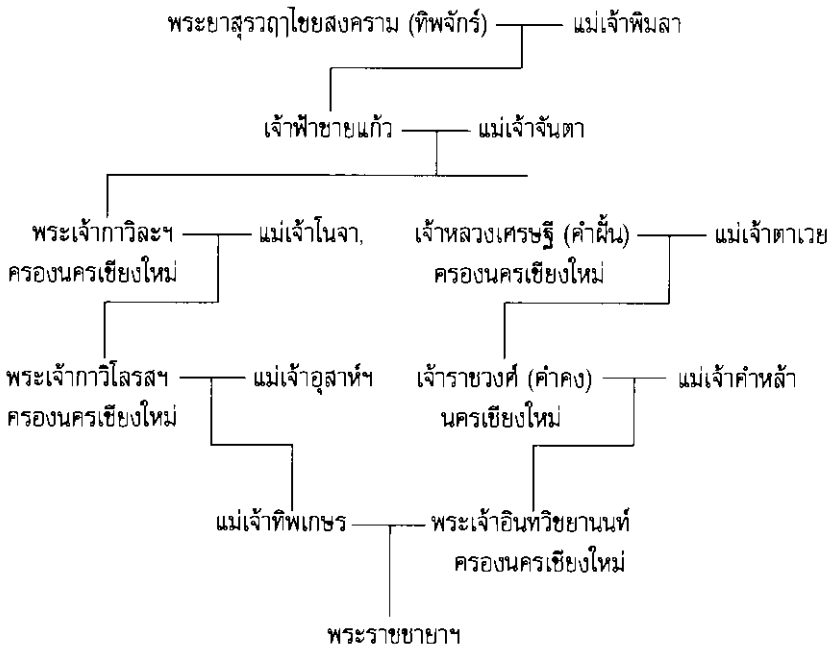 พระยาสุรวฤๅไชยสงคราม (ทิพจักร์) แม่เจ้าพิมลา
เจ้าฟ้าชายแก้ว แม่เจ้าจันตา
พระเจ้ากาวิละฯ แม่เจ้าโนจา, เจ้าหลวงเศรษฐี (คำฝั้น) แม่เจ้าตาเวย
ครองนครเชียงใหม่ ครองนครเชียงใหม่
พระเจ้ากาวิโลรสฯ แม่เจ้าอุสาห์ฯ เจ้าราชวงศ์ (คำคง) แม่เจ้าคำหล้า
ครองนครเชียงใหม่ นครเชียงใหม่
แม่เจ้าทิพเกษร พระเจ้าอินทวิชยานนท์
ครองนครเชียงใหม่
พระราชชายาฯ